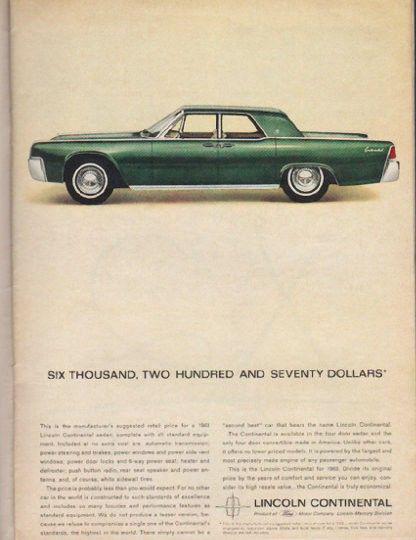 SIX THOUSAND, TWO HUNDRED AND SEVENTY DOLLARS*
This is the manufacturer's suggested retail price for a 1963
Lincoln Continental sedan, complete with all standard equip-
ment. Included at no extra cost are: automatic transmission;
power steering and brakes; power windows and power side vent
windows; power door locks and 6-way power seat; heater and
defroster; push button radio, rear seat speaker and power an-
tenna; and, of course, white sidewall tires.
The price is probably less than you would expect. For no other
car in the world is constructed to such standards of excellence
and includes so many luxuries and performance features as
standard equipment. We do not produce a lesser version, be-
cause we refuse to compromise a single one of the Continental's
standards, the highest in the world. There simply cannot be a
"second best" car that bears the name Lincoln Continental.
The Continental is available in the four door sedan and the
only four door convertible made in America. Unlike other cars,
it offers no lower priced models. It is powered by the largest and
most precisely made engine of any passenger automobile.
This is the Lincoln Continental for 1963. Divide its original
price by the years of comfort and service you can enjoy, con-
sider its high resale value...the Continental is truly economical.
LINCOLN CONTINENTAL
Product of Ford Motor Company Lincoln-Mercury Division